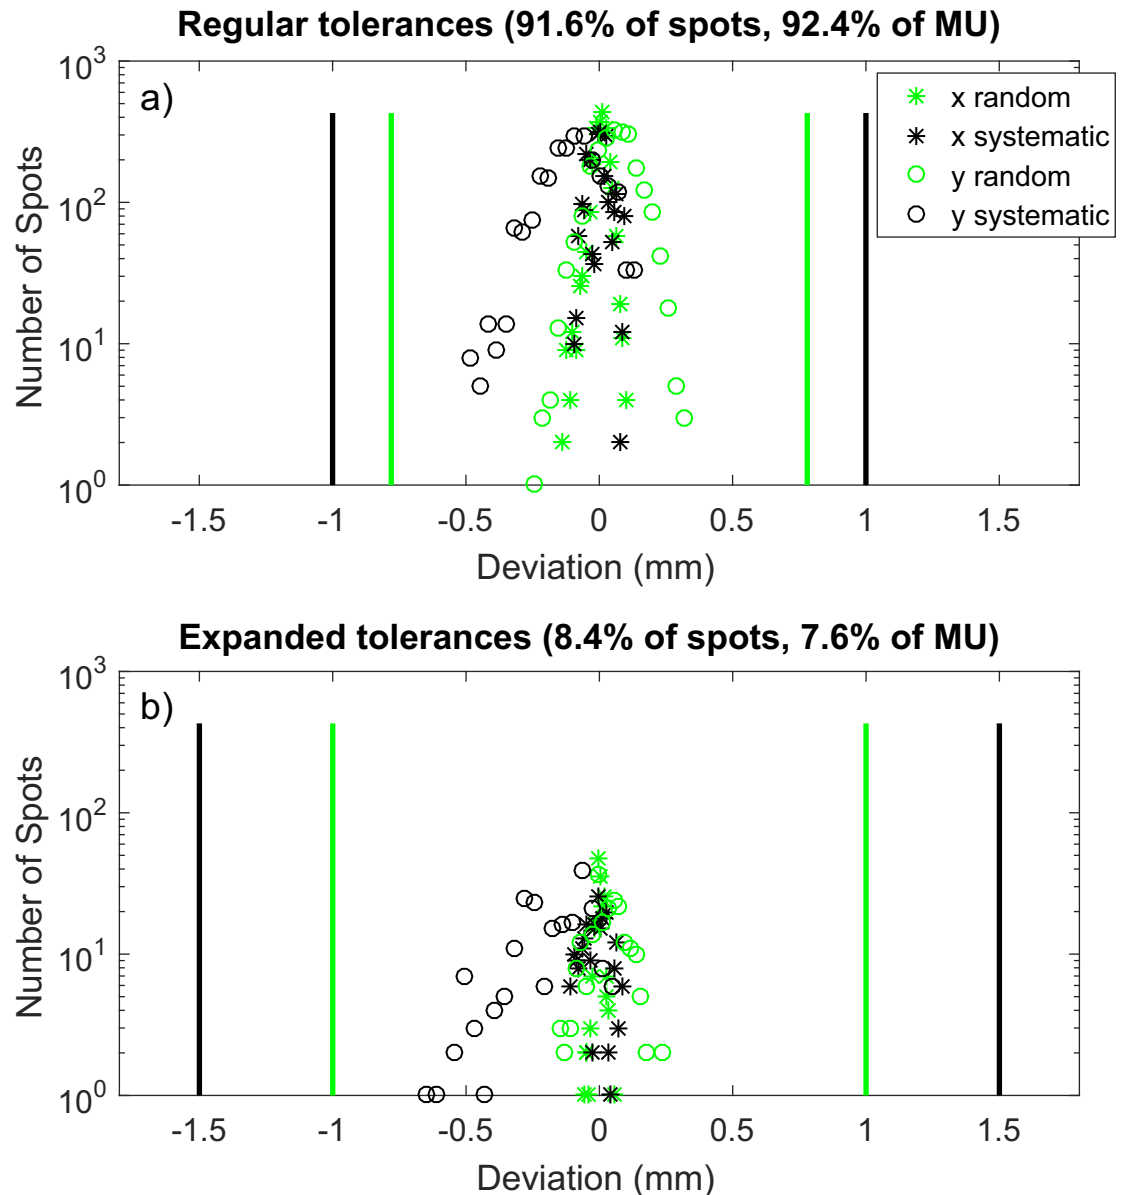 Regular tolerances (91.6% of spots, 92.4% of MU)
a)
x random
x systematic
y random
y systematic
Number of Spots
10^3
10^2
10^1
10^0
-1.5 -1 -0.5 0 0.5 1 1.5
Deviation (mm)
Expanded tolerances (8.4% of spots, 7.6% of MU)
b)
Number of Spots
10^3
10^2
10^1
10^0
-1.5 -1 -0.5 0 0.5 1 1.5
Deviation (mm)